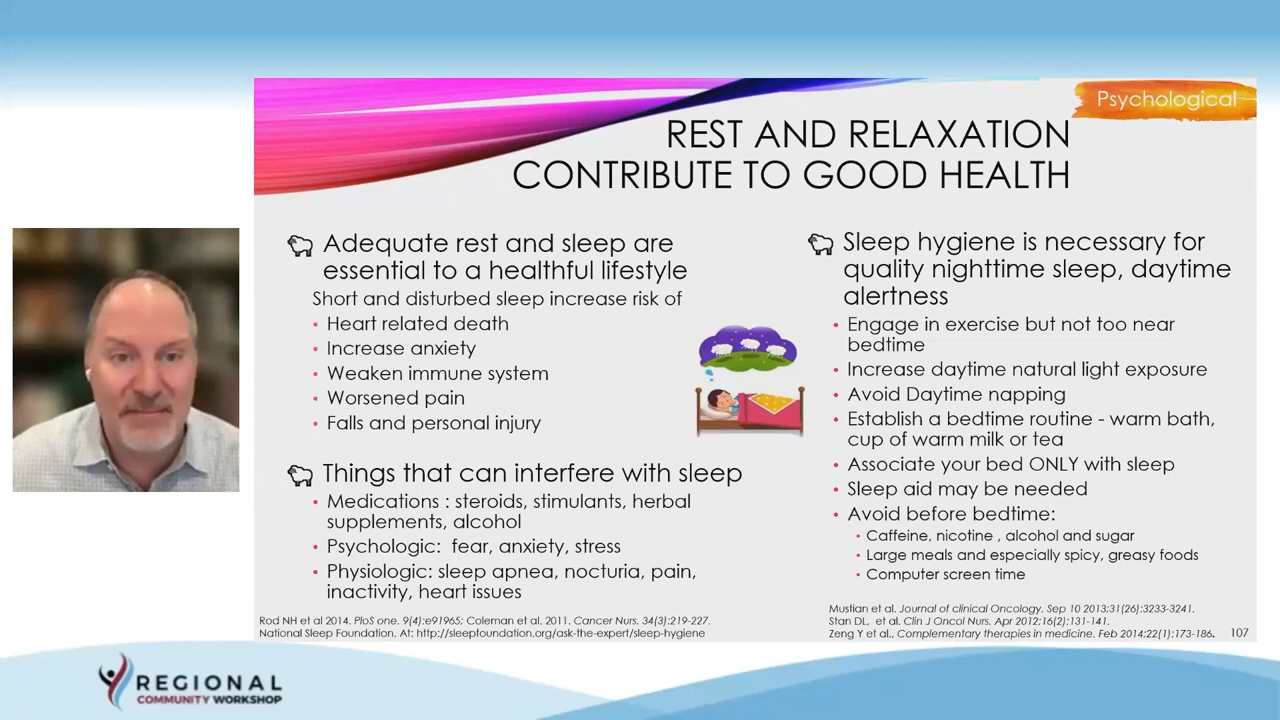 Psychological
REST AND RELAXATION
CONTRIBUTE TO GOOD HEALTH
Adequate rest and sleep are
essential to a healthful lifestyle
Short and disturbed sleep increase risk of
• Heart related death
• Increase anxiety
• Weaken immune system
• Worsened pain
• Falls and personal injury
Things that can interfere with sleep
• Medications : steroids, stimulants, herbal
supplements, alcohol
• Psychologic: fear, anxiety, stress
• Physiologic: sleep apnea, nocturia, pain,
inactivity, heart issues
Rod NH et al 2014. PloS one. 9(4):e91965; Coleman et al. 2011. Cancer Nurs. 34(3):219-227.
National Sleep Foundation. At: http://sleepfoundation.org/ask-the-expert/sleep-hygiene
Sleep hygiene is necessary for
quality nighttime sleep, daytime
alertness
• Engage in exercise but not too near
bedtime
• Increase daytime natural light exposure
• Avoid Daytime napping
• Establish a bedtime routine - warm bath,
cup of warm milk or tea
• Associate your bed ONLY with sleep
• Sleep aid may be needed
• Avoid before bedtime:
• Caffeine, nicotine , alcohol and sugar
• Large meals and especially spicy, greasy foods
• Computer screen time
Mustian et al. Journal of clinical Oncology. Sep 10 2013;31(26):3233-3241.
Stan DL, et al. Clin J Oncol Nurs. Apr 2012;16(2):131-141.
Zeng Y et al., Complementary therapies in medicine. Feb 2014;22(1):173-186.
107
REGIONAL
COMMUNITY WORKSHOP